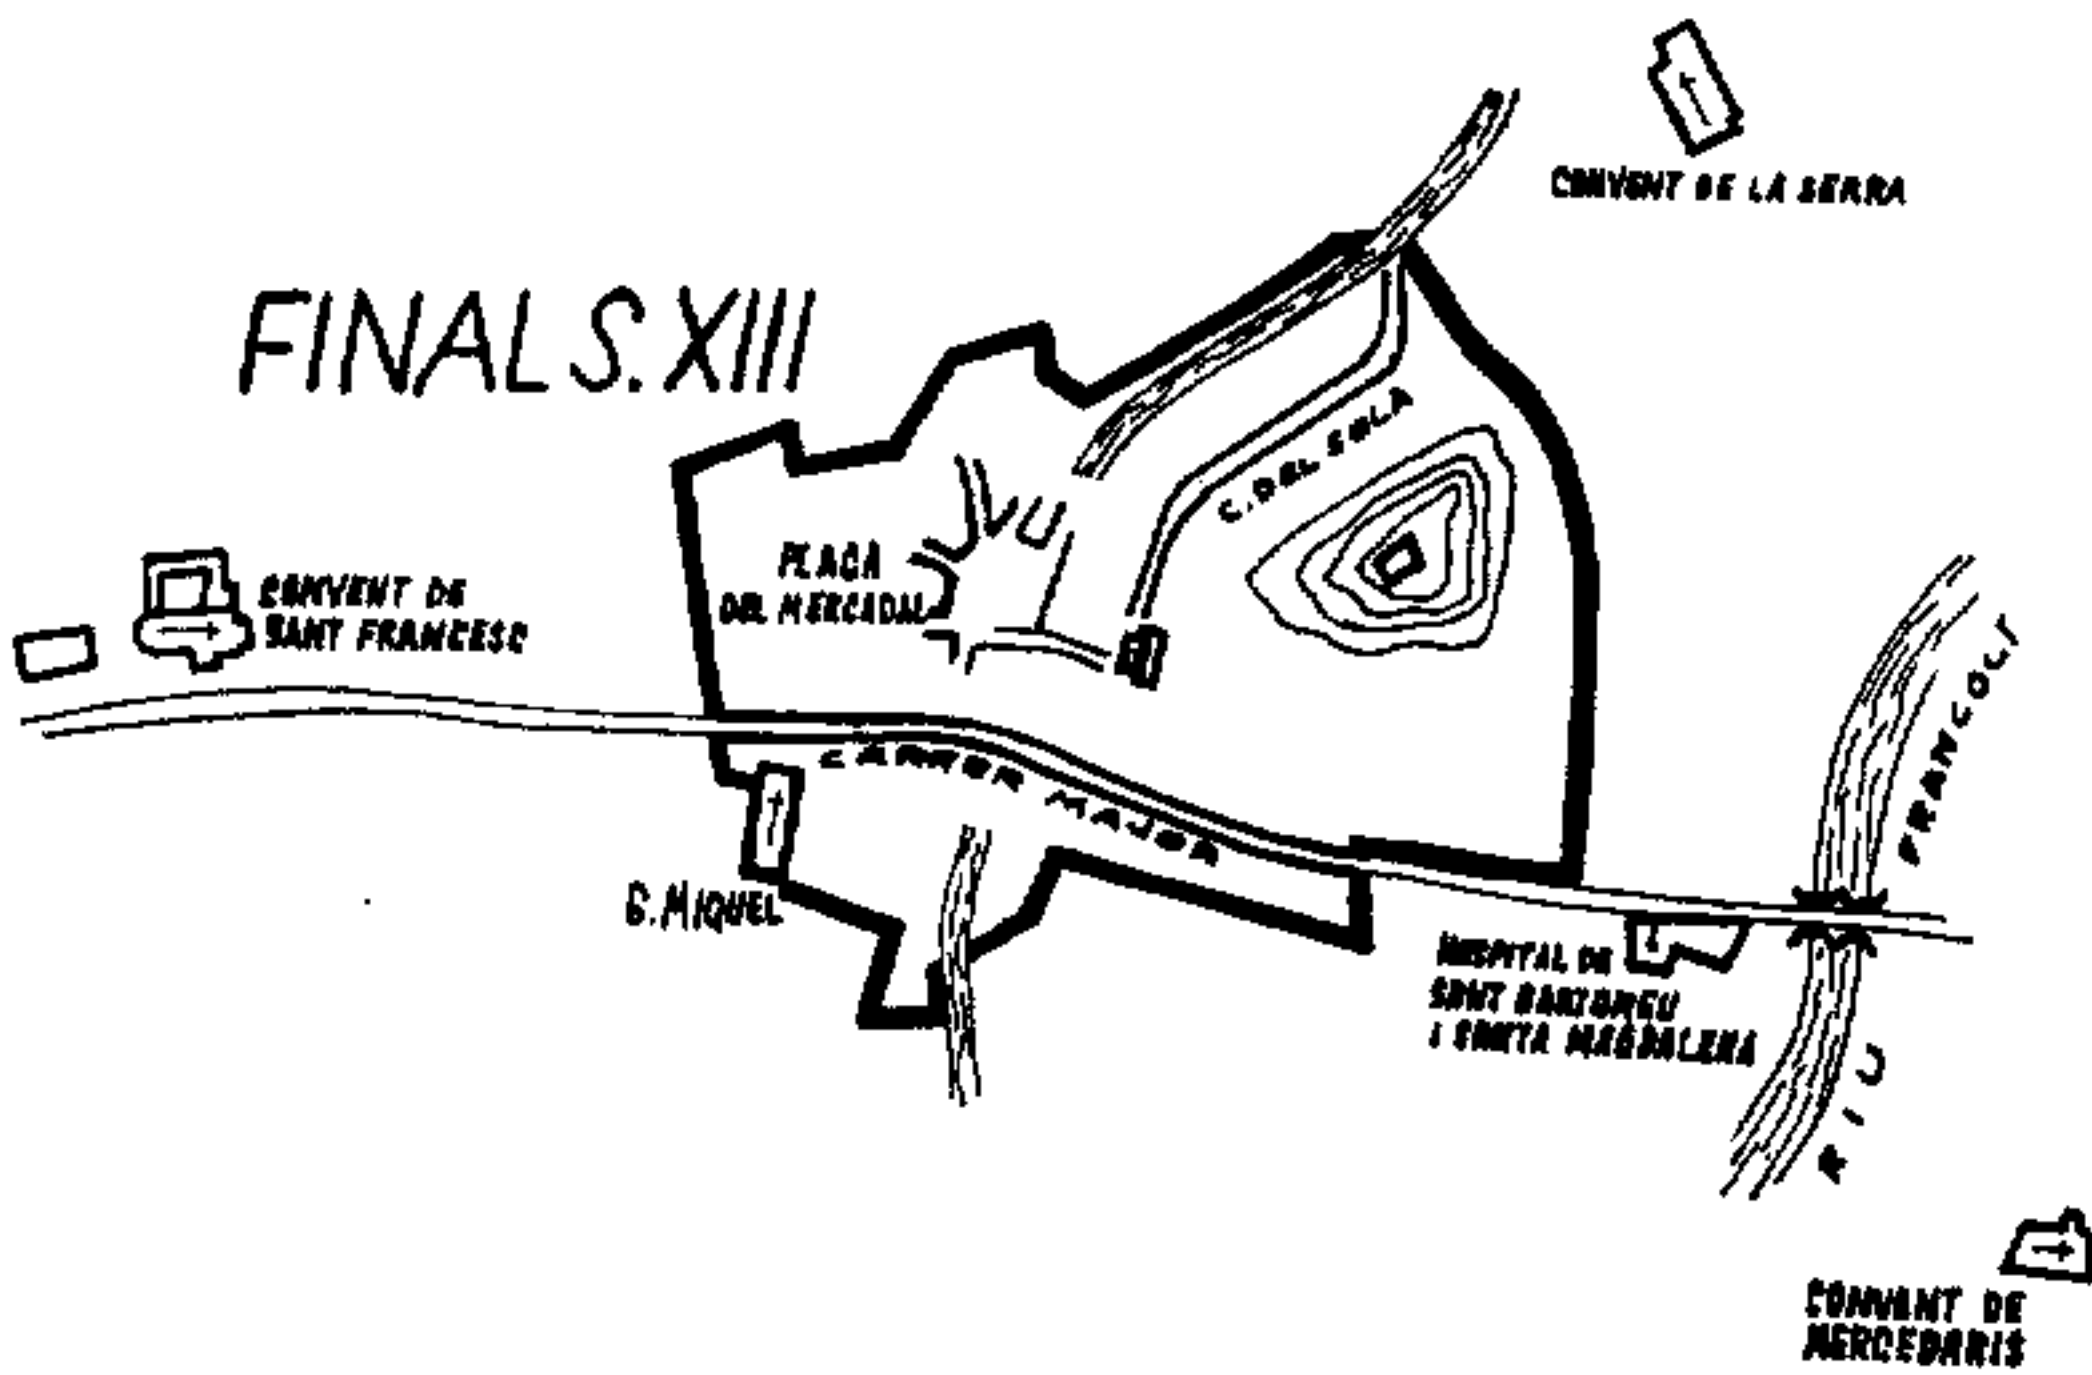 CONVENT DE LA SERRA
FINALS S.XIII
C. DEL SOLÀ
PLAÇA
DEL MERCADAL
CONVENT DE
SANT FRANCESC
CARRER MAJOR
S. MIQUEL
HOSPITAL DE
SANT BARTOMEU
I SANTA MAGDALENA
RIU FRANCOLÍ
CONVENT DE
MERCEDARIS